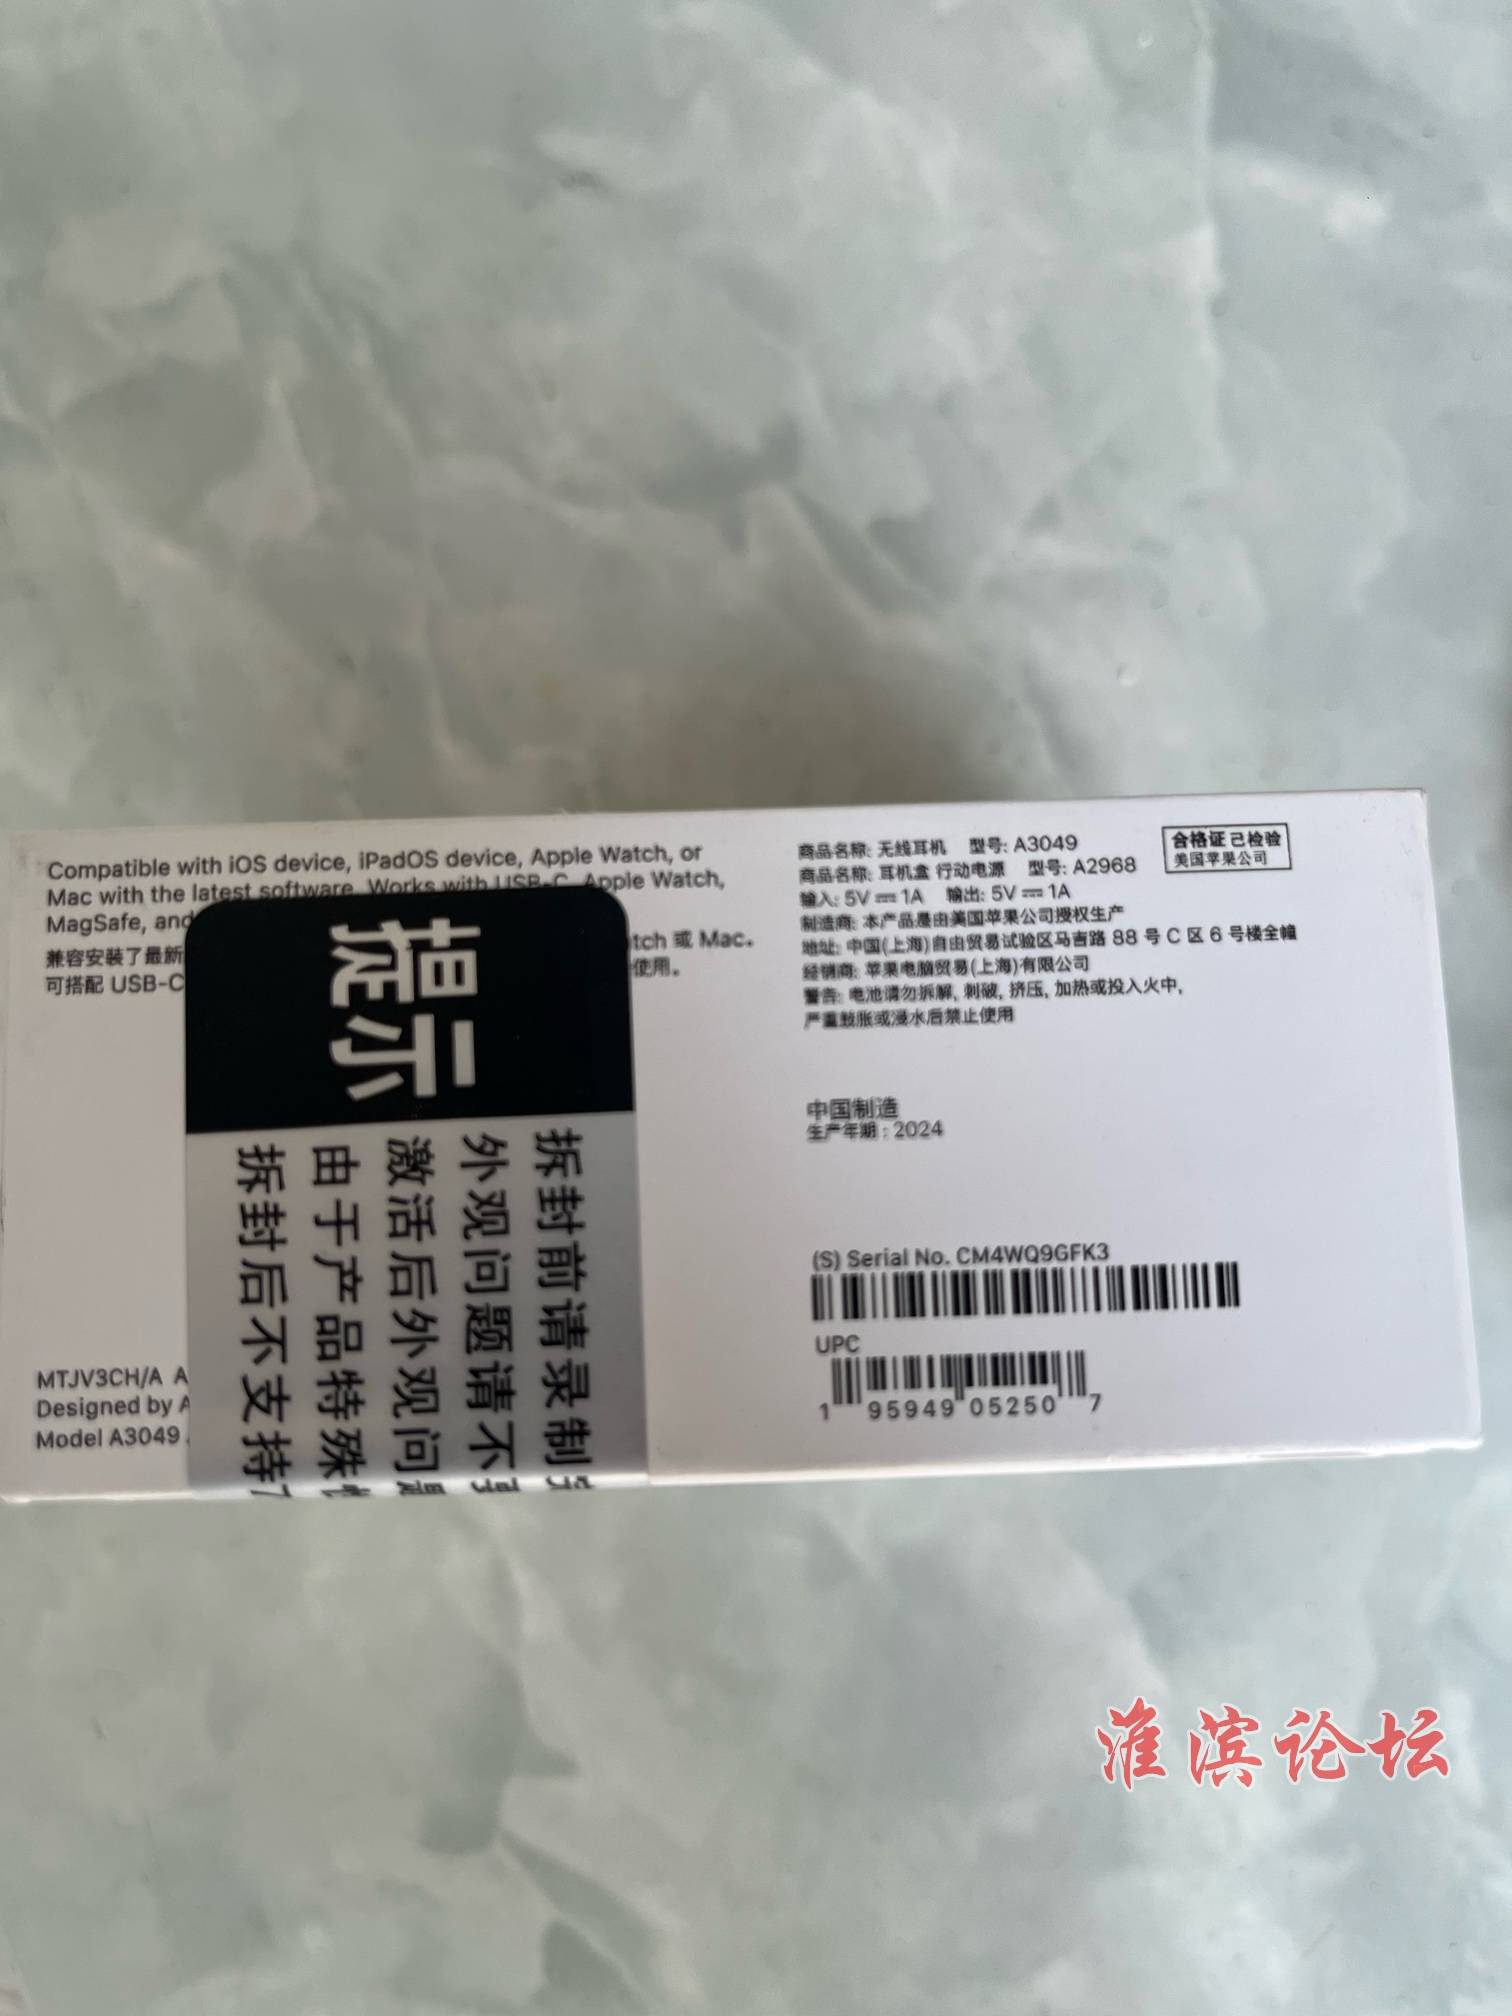 Compatible with iOS device, iPadOS device, Apple Watch, or
Mac with the latest software. Works with USB-C, Apple Watch,
MagSafe, and
兼容安装了最新
tch 或 Mac。
可搭配 USB-C
使用。
MTJV3CH/A A
Designed by A
Model A3049
提示
拆封前请录制
外观问题请不
激活后外观问
由于产品特殊
拆封后不支持7
商品名称: 无线耳机 型号: A3049
商品名称: 耳机盒 行动电源 型号: A2968
输入: 5V⎓1A 输出: 5V⎓1A
制造商: 本产品是由美国苹果公司授权生产
地址: 中国(上海)自由贸易试验区马吉路 88 号 C 区 6 号楼全幢
经销商: 苹果电脑贸易(上海)有限公司
警告: 电池请勿拆解, 刺破, 挤压, 加热或投入火中,
严重鼓胀或浸水后禁止使用
合格证 已检验
美国苹果公司
中国制造
生产年期: 2024
(S) Serial No. CM4WQ9GFK3
UPC
1 95949 05250 7
淮滨论坛